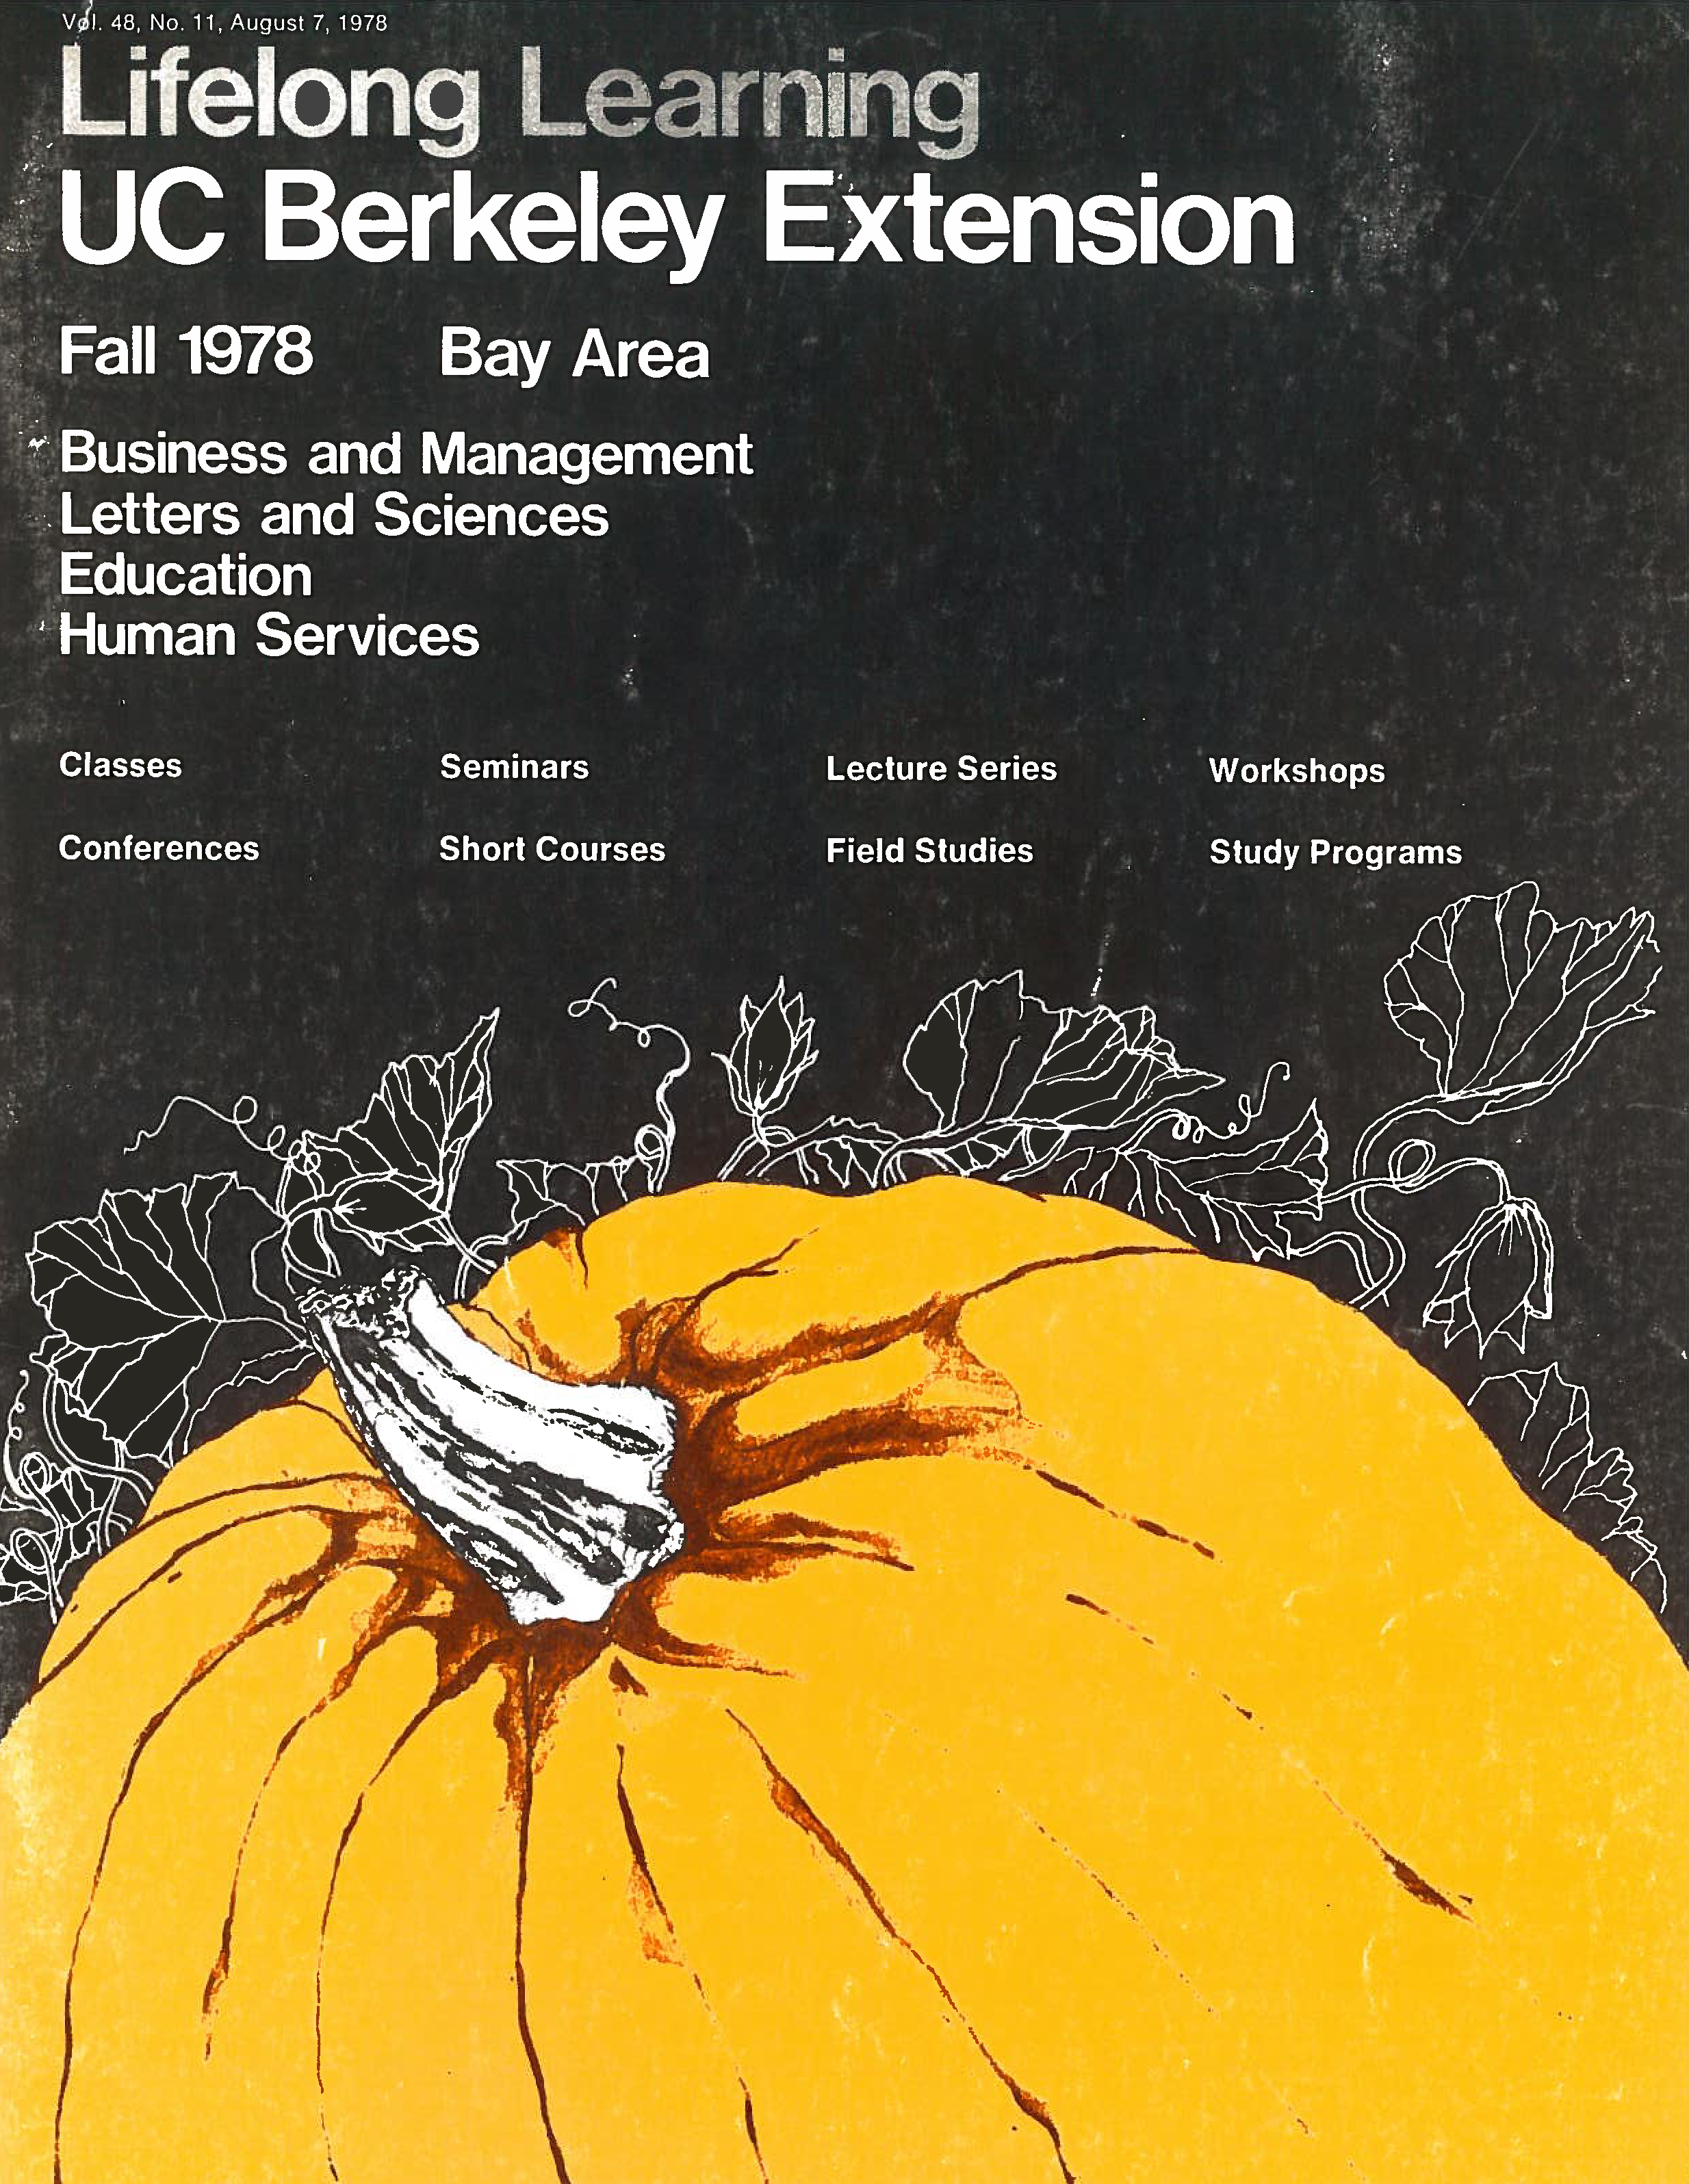 Vol. 48, No. 11, August 7, 1978
Lifelong Learning
UC Berkeley Extension
Fall 1978 Bay Area
Business and Management
Letters and Sciences
Education
Human Services
Classes Seminars Lecture Series Workshops
Conferences Short Courses Field Studies Study Programs